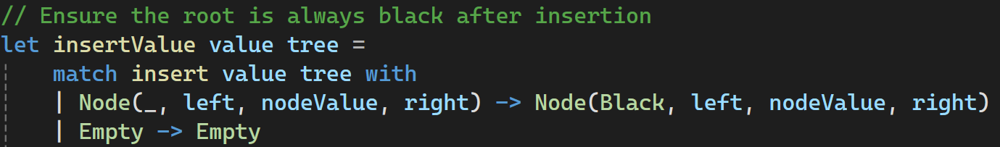 // Ensure the root is always black after insertion
let insertValue value tree =
    match insert value tree with
    | Node(_, left, nodeValue, right) -> Node(Black, left, nodeValue, right)
    | Empty -> Empty